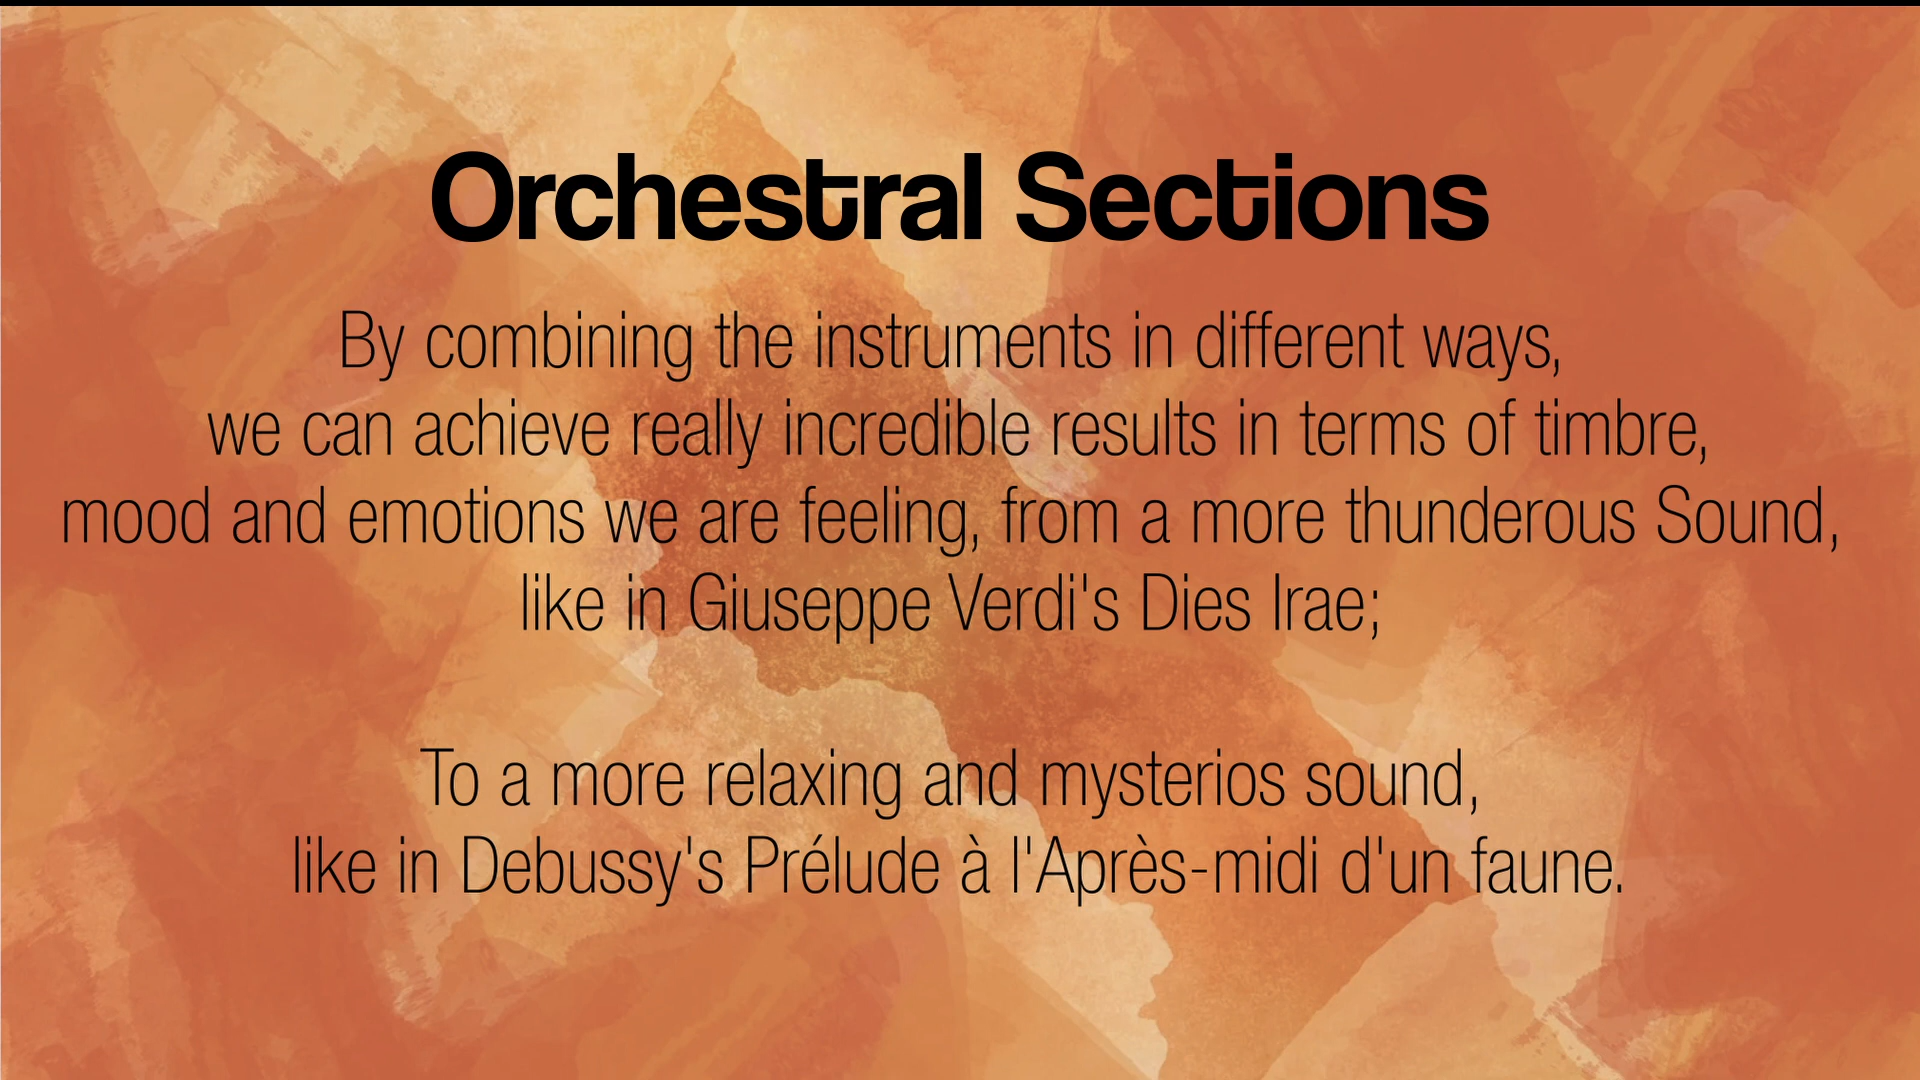 Orchestral Sections
By combining the instruments in different ways,
we can achieve really incredible results in terms of timbre,
mood and emotions we are feeling, from a more thunderous Sound,
like in Giuseppe Verdi's Dies Irae;
To a more relaxing and mysterios sound,
like in Debussy's Prélude à l'Après-midi d'un faune.